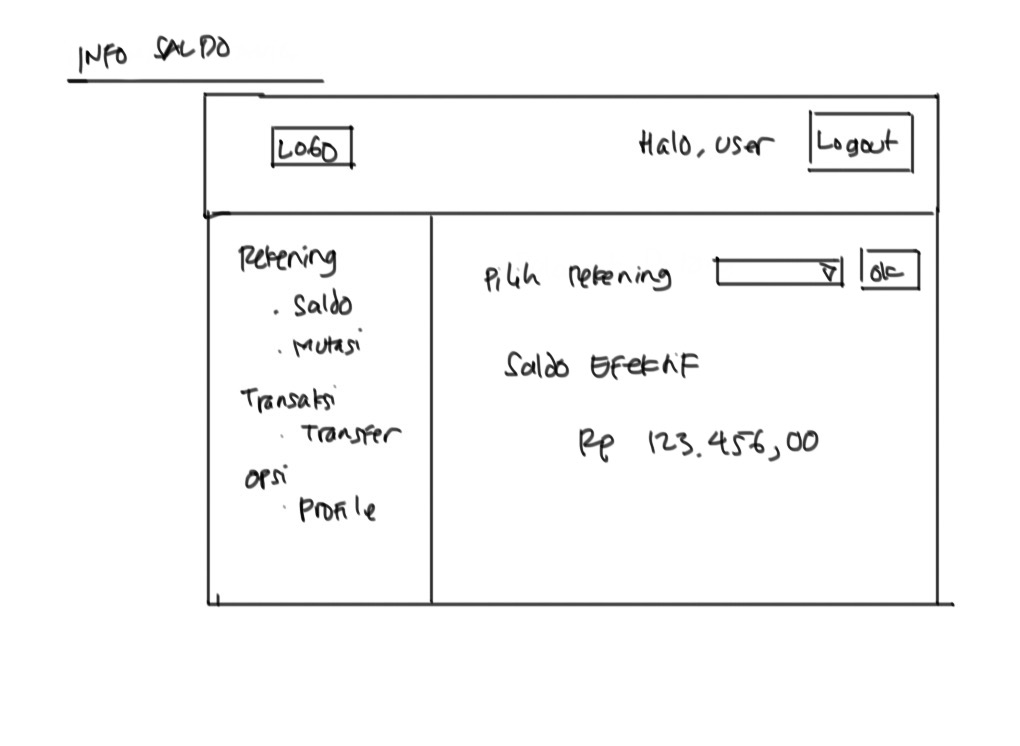 INFO SALDO
LOGO
Halo, user
Logout
Rekening
. Saldo
. Mutasi
Transaksi
. Transfer
Opsi
. Profile
Pilih rekening
OK
Saldo Efektif
Rp 123.456,00